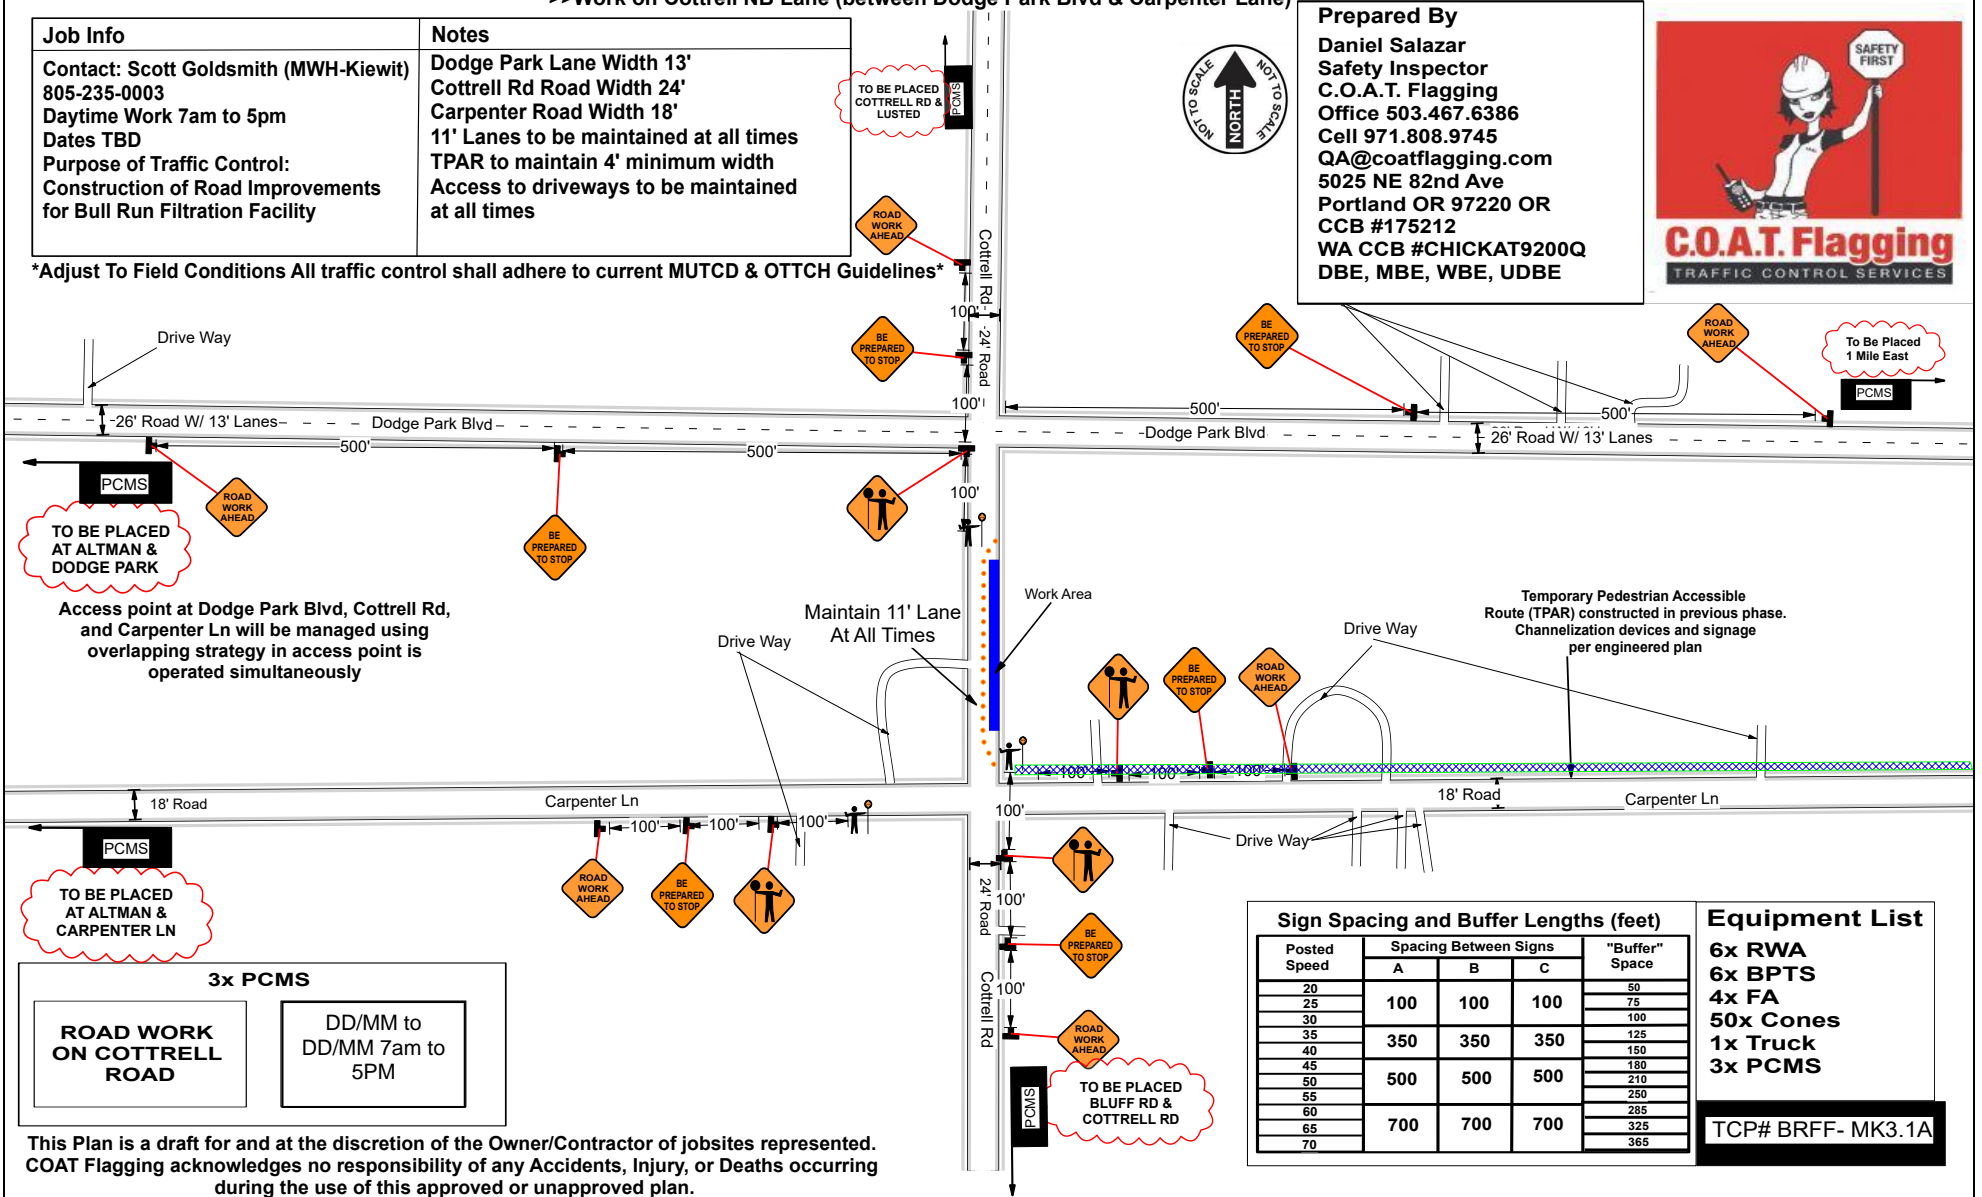 >>Work on Cottrell NB Lane (between Dodge Park Blvd & Carpenter Lane)
Job Info
Contact: Scott Goldsmith (MWH-Kiewit)
805-235-0003
Daytime Work 7am to 5pm
Dates TBD
Purpose of Traffic Control:
Construction of Road Improvements
for Bull Run Filtration Facility
Notes
Dodge Park Lane Width 13'
Cottrell Rd Road Width 24'
Carpenter Road Width 18'
11' Lanes to be maintained at all times
TPAR to maintain 4' minimum width
Access to driveways to be maintained
at all times
*Adjust To Field Conditions All traffic control shall adhere to current MUTCD & OTTCH Guidelines*
TO BE PLACED
COTTRELL RD &
LUSTED
PCMS
NOT TO SCALE
NORTH
NOT TO SCALE
Prepared By
Daniel Salazar
Safety Inspector
C.O.A.T. Flagging
Office 503.467.6386
Cell 971.808.9745
QA@coatflagging.com
5025 NE 82nd Ave
Portland OR 97220 OR
CCB #175212
WA CCB #CHICKAT9200Q
DBE, MBE, WBE, UDBE
SAFETY
FIRST
C.O.A.T. Flagging
TRAFFIC CONTROL SERVICES
ROAD
WORK
AHEAD
Cottrell Rd
100'
24' Road
BE
PREPARED
TO STOP
100'
Drive Way
BE
PREPARED
TO STOP
ROAD
WORK
AHEAD
To Be Placed
1 Mile East
PCMS
26' Road W/ 13' Lanes
Dodge Park Blvd
500'
500'
500'
500'
Dodge Park Blvd
26' Road W/ 13' Lanes
PCMS
TO BE PLACED
AT ALTMAN &
DODGE PARK
ROAD
WORK
AHEAD
BE
PREPARED
TO STOP
100'
Access point at Dodge Park Blvd, Cottrell Rd,
and Carpenter Ln will be managed using
overlapping strategy in access point is
operated simultaneously
Maintain 11' Lane
At All Times
Work Area
Drive Way
Drive Way
Temporary Pedestrian Accessible
Route (TPAR) constructed in previous phase.
Channelization devices and signage
per engineered plan
BE
PREPARED
TO STOP
ROAD
WORK
AHEAD
100'
100'
100'
18' Road
Carpenter Ln
18' Road
Carpenter Ln
100'
100'
100'
100'
Drive Way
PCMS
TO BE PLACED
AT ALTMAN &
CARPENTER LN
ROAD
WORK
AHEAD
BE
PREPARED
TO STOP
24' Road
100'
BE
PREPARED
TO STOP
Cottrell Rd
100'
ROAD
WORK
AHEAD
PCMS
TO BE PLACED
BLUFF RD &
COTTRELL RD
3x PCMS
ROAD WORK
ON COTTRELL
ROAD
DD/MM to
DD/MM 7am to
5PM
This Plan is a draft for and at the discretion of the Owner/Contractor of jobsites represented.
COAT Flagging acknowledges no responsibility of any Accidents, Injury, or Deaths occurring
during the use of this approved or unapproved plan.
Sign Spacing and Buffer Lengths (feet)
Posted Speed Spacing Between Signs "Buffer" Space
A B C
20 50
25 100 100 100 75
30 100
35 350 350 350 125
40 150
45 180
50 500 500 500 210
55 250
60 285
65 700 700 700 325
70 365
Equipment List
6x RWA
6x BPTS
4x FA
50x Cones
1x Truck
3x PCMS
TCP# BRFF- MK3.1A